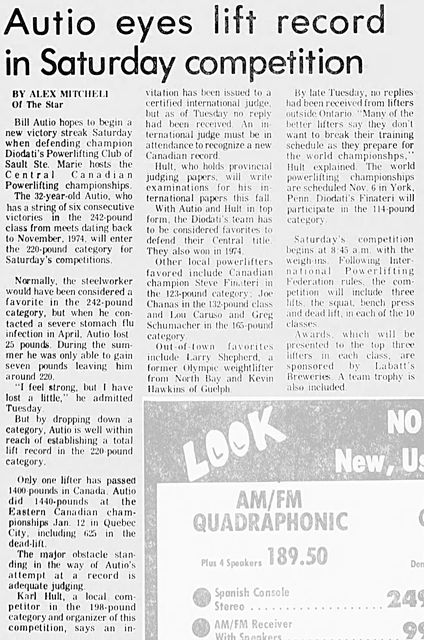 Autio eyes lift record
in Saturday competition
BY ALEX MITCHELL
Of The Star
Bill Autio hopes to begin a
new victory streak Saturday
when defending champion
Diodati's Powerlifting Club of
Sault Ste. Marie hosts the
Central Canadian
Powerlifting championships.
The 32-year-old Autio, who
has a string of six consecutive
victories in the 242-pound
class from meets dating back
to November, 1974, will enter
the 220-pound category for
Saturday's competitions.
Normally, the steelworker
would have been considered a
favorite in the 242-pound
category, but when he con-
tacted a severe stomach flu
infection in April, Autio lost
25 pounds. During the sum-
mer he was only able to gain
seven pounds leaving him
around 220.
"I feel strong, but I have
lost a little," he admitted
Tuesday.
But by dropping down a
category, Autio is well within
reach of establishing a total
lift record in the 220-pound
category.
Only one lifter has passed
1400-pounds in Canada. Autio
did 1440-pounds at the
Eastern Canadian cham-
pionships Jan. 12 in Quebec
City, including 625 in the
dead-lift.
The major obstacle stan-
ding in the way of Autio's
attempt at a record is
adequate judging.
Karl Hult, a local com-
petitor in the 198-pound
category and organizer of this
competition, says an in-
vitation has been issued to a
certified international judge,
but as of Tuesday no reply
had been received. An in-
ternational judge must be in
attendance to recognize a new
Canadian record.
Hult, who holds provincial
judging papers, will write
examinations for his in-
ternational papers this fall.
With Autio and Hult in top
form, the Diodati's team has
to be considered favorites to
defend their Central title.
They also won in 1974.
Other local powerlifters
favored include Canadian
champion Steve Finateri in
the 123-pound category; Joe
Chasas in the 132-pound class
and Lou Caruso and Greg
Schumacher in the 165-pound
category.
Out-of-town favorites
include Larry Shepherd, a
former Olympic weightlifter
from North Bay and Kevin
Hawkins of Guelph.
By late Tuesday, no replies
had been received from lifters
outside Ontario. "Many of the
better lifters say they don't
want to break their training
schedule as they prepare for
the world championships,"
Hult explained. The world
powerlifting championships
are scheduled Nov. 6 in York,
Penn. Diodati's Finateri will
participate in the 114-pound
category
Saturday's competition
begins at 8:45 a.m. with the
weigh-ins. Following Inter-
national Powerlifting
Federation rules, the com-
petition will include three
lifts, the squat, bench press
and dead lift, in each of the 10
classes.
Awards, which will be
presented to the top three
lifters in each class, are
sponsored by Labatt's
Breweries. A team trophy is
also included.
LOOK
NO
New, Us
AM/FM
QUADRAPHONIC
Plus 4 Speakers 189.50
Spanish Console
Stereo 249
AM/FM Receiver
With Speakers 99